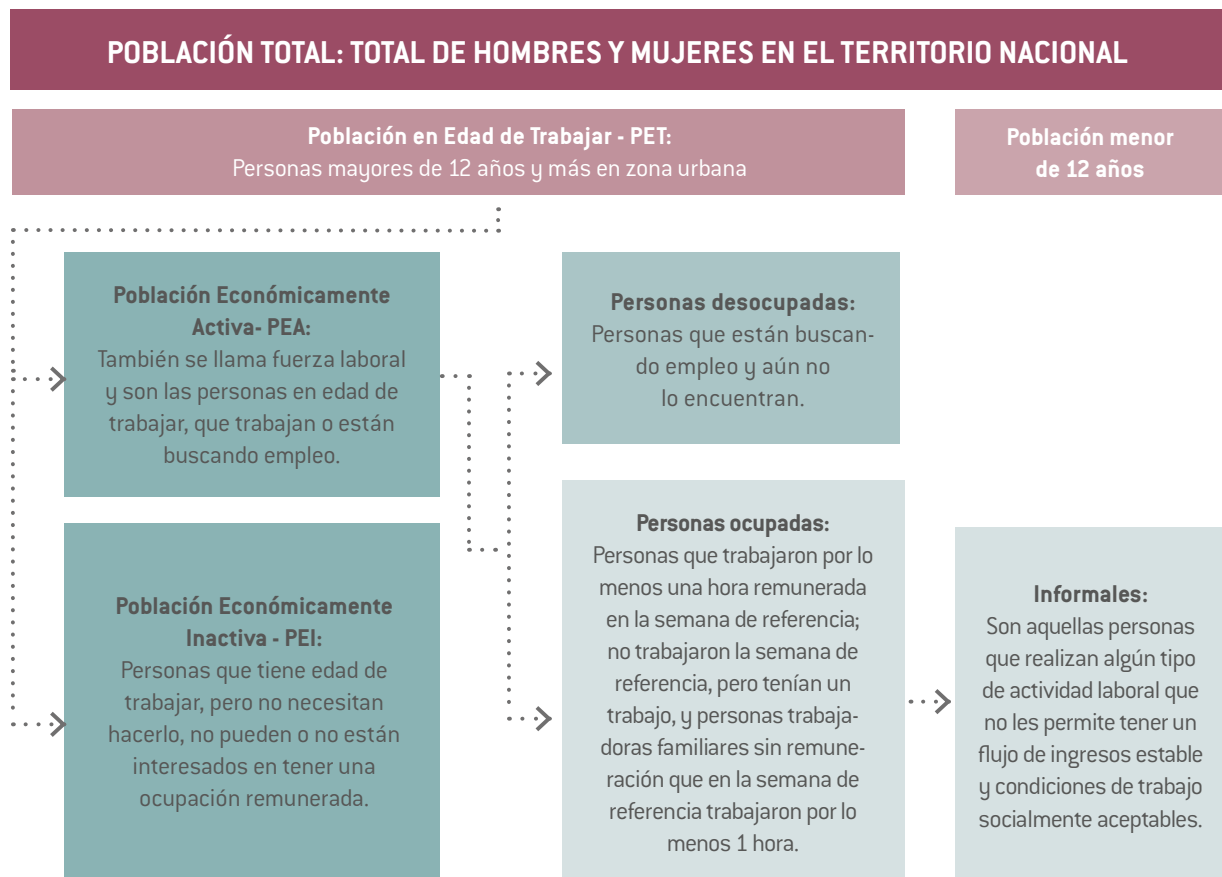 POBLACIÓN TOTAL: TOTAL DE HOMBRES Y MUJERES EN EL TERRITORIO NACIONAL
Población en Edad de Trabajar - PET:
Personas mayores de 12 años y más en zona urbana
Población menor
de 12 años
Población Económicamente
Activa- PEA:
También se llama fuerza laboral
y son las personas en edad de
trabajar, que trabajan o están
buscando empleo.
Personas desocupadas:
Personas que están buscan-
do empleo y aún no
lo encuentran.
Población Económicamente
Inactiva - PEI:
Personas que tiene edad de
trabajar, pero no necesitan
hacerlo, no pueden o no están
interesados en tener una
ocupación remunerada.
Personas ocupadas:
Personas que trabajaron por lo
menos una hora remunerada
en la semana de referencia;
no trabajaron la semana de
referencia, pero tenían un
trabajo, y personas trabaja-
doras familiares sin remune-
ración que en la semana de
referencia trabajaron por lo
menos 1 hora.
Informales:
Son aquellas personas
que realizan algún tipo
de actividad laboral que
no les permite tener un
flujo de ingresos estable
y condiciones de trabajo
socialmente aceptables.